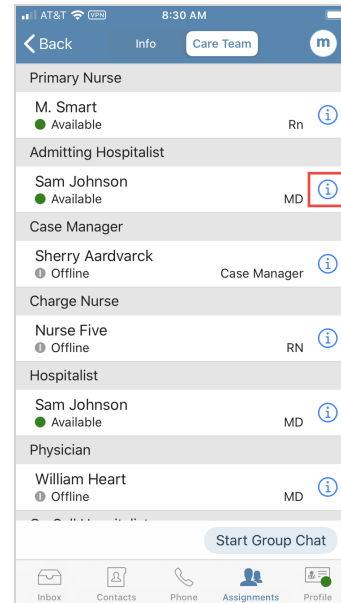 AT&T VPN 8:30 AM
Back Info Care Team m
Primary Nurse
M. Smart
Available Rn
Admitting Hospitalist
Sam Johnson
Available MD
Case Manager
Sherry Aardvarck
Offline Case Manager
Charge Nurse
Nurse Five
Offline RN
Hospitalist
Sam Johnson
Available MD
Physician
William Heart
Offline MD
Start Group Chat
Inbox Contacts Phone Assignments Profile